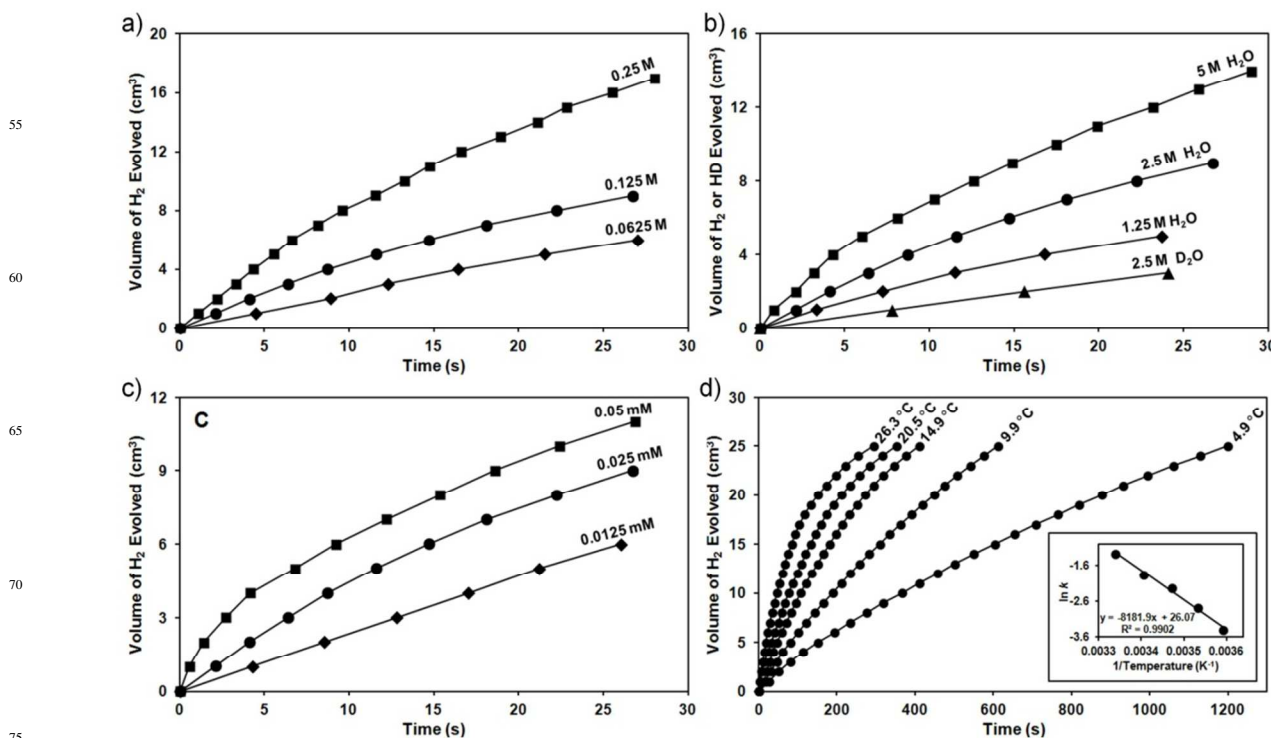 a)
20
16
12
8
4
0
Volume of H₂ Evolved (cm³)
0.25 M
0.125 M
0.0625 M
0 5 10 15 20 25 30
Time (s)
b)
16
12
8
4
0
Volume of H₂ or HD Evolved (cm³)
5 M H₂O
2.5 M H₂O
1.25 M H₂O
2.5 M D₂O
0 5 10 15 20 25 30
Time (s)
c)
C
12
9
6
3
0
Volume of H₂ Evolved (cm³)
0.05 mM
0.025 mM
0.0125 mM
0 5 10 15 20 25 30
Time (s)
d)
30
25
20
15
10
5
0
Volume of H₂ Evolved (cm³)
26.3 °C
20.5 °C
14.9 °C
9.9 °C
4.9 °C
ln k
-1.6
-2.6
-3.6
y = -8181.9x + 26.07
R² = 0.9902
0.0033 0.0034 0.0035 0.0036
1/Temperature (K⁻¹)
0 200 400 600 800 1000 1200
Time (s)
55
60
65
70
75